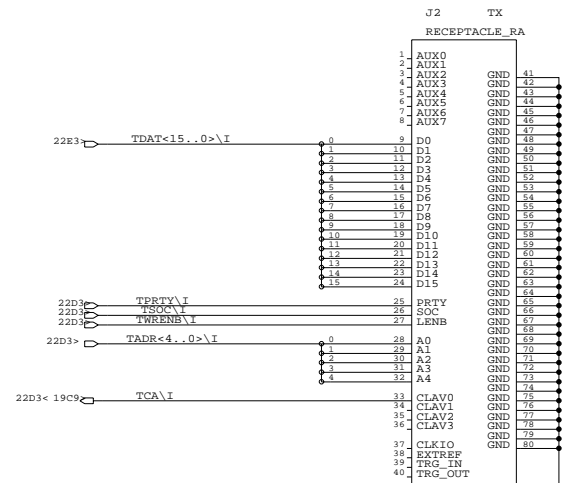 J2 TX
RECEPTACLE_RA
1 AUX0
2 AUX1
3 AUX2 GND 41
4 AUX3 GND 42
5 AUX4 GND 43
6 AUX5 GND 44
7 AUX6 GND 45
8 AUX7 GND 46
GND 47
22E3> TDAT<15..0>\I 0 9 D0 GND 48
1 10 D1 GND 49
2 11 D2 GND 50
3 12 D3 GND 51
4 13 D4 GND 52
5 14 D5 GND 53
6 15 D6 GND 54
7 16 D7 GND 55
8 17 D8 GND 56
9 18 D9 GND 57
10 19 D10 GND 58
11 20 D11 GND 59
12 21 D12 GND 60
13 22 D13 GND 61
14 23 D14 GND 62
15 24 D15 GND 63
GND 64
22D3> TPRTY\I 25 PRTY GND 65
22D3> TSOC\I 26 SOC GND 66
22D3> TWRENB\I 27 LENB GND 67
GND 68
22D3> TADR<4..0>\I 0 28 A0 GND 69
1 29 A1 GND 70
2 30 A2 GND 71
3 31 A3 GND 72
4 32 A4 GND 73
GND 74
22D3< 19C9> TCA\I 33 CLAV0 GND 75
34 CLAV1 GND 76
35 CLAV2 GND 77
36 CLAV3 GND 78
GND 79
37 CLKIO GND 80
38 EXTREF
39 TRG_IN
40 TRG_OUT